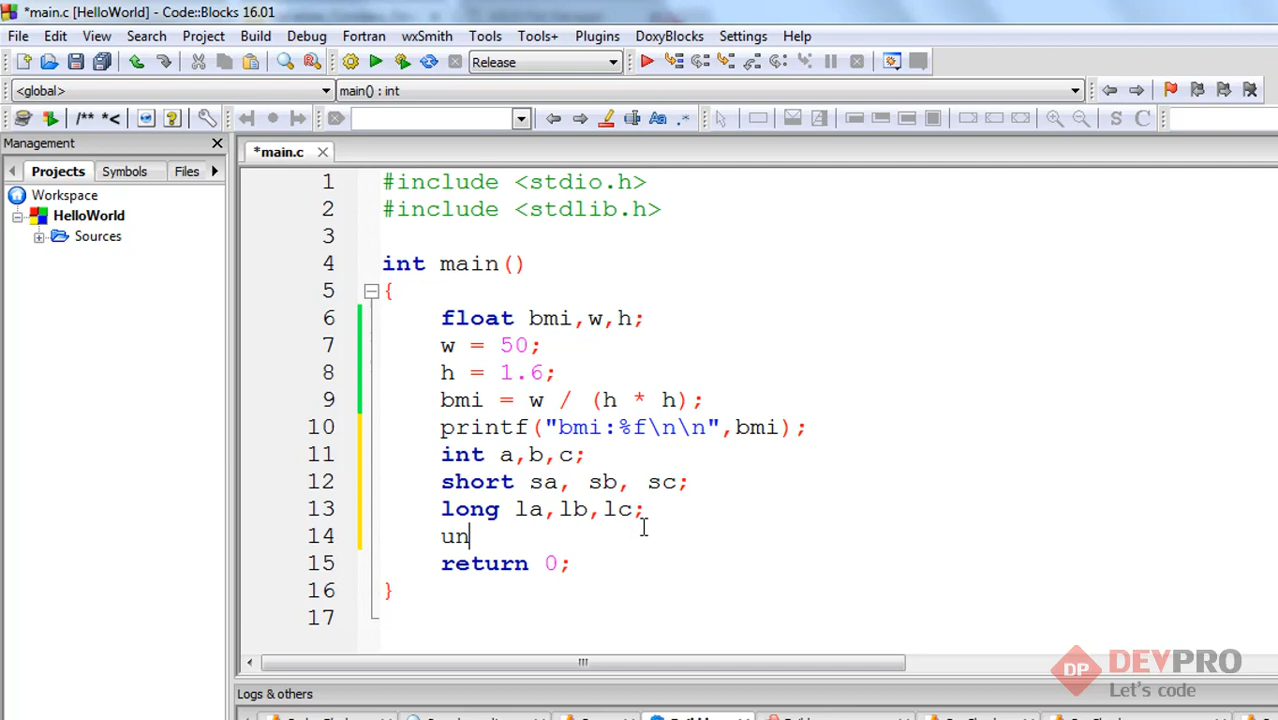 *main.c [HelloWorld] - Code::Blocks 16.01
File Edit View Search Project Build Debug Fortran wxSmith Tools Tools+ Plugins DoxyBlocks Settings Help
Release
<global> main() : int
/** *<
Aa .* S C
Management
Projects Symbols Files
*main.c
Workspace
HelloWorld
Sources
1 #include <stdio.h>
2 #include <stdlib.h>
3
4 int main()
5 {
6 float bmi,w,h;
7 w = 50;
8 h = 1.6;
9 bmi = w / (h * h);
10 printf("bmi:%f\n\n",bmi);
11 int a,b,c;
12 short sa, sb, sc;
13 long la,lb,lc;
14 un
15 return 0;
16 }
17
DP DEVPRO
Let's code
Logs & others